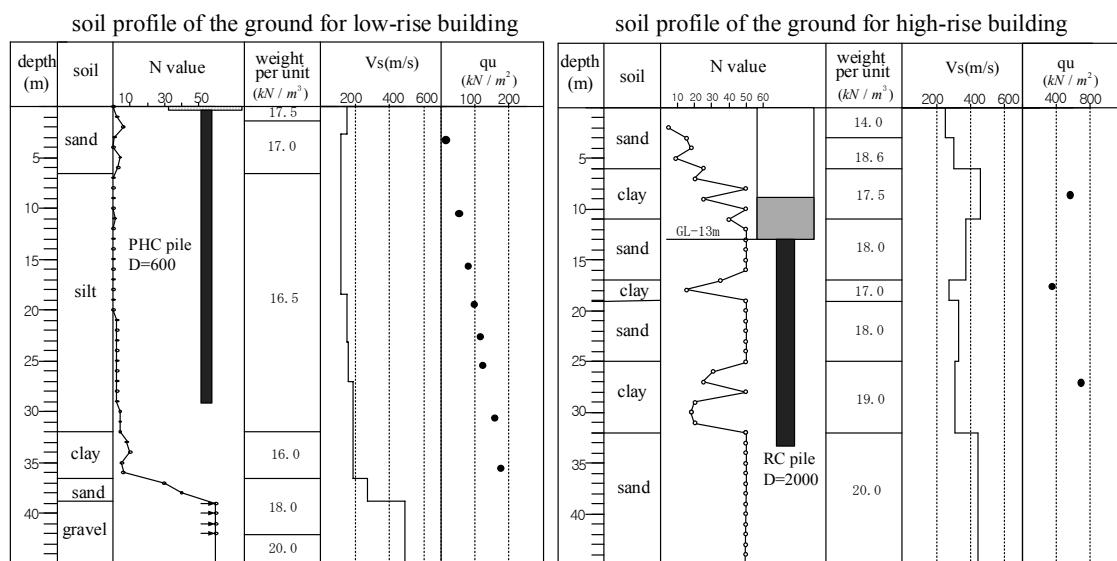 soil profile of the ground for low-rise building
depth
(m)
soil
N value
weight
per unit
(kN / m³)
Vs(m/s)
qu
(kN / m²)
10 30 50
200 400 600
100 200
17.5
sand
17.0
5
10
PHC pile
D=600
15
silt
16.5
20
25
30
clay
16.0
35
sand
18.0
40
gravel
20.0
soil profile of the ground for high-rise building
depth
(m)
soil
N value
weight
per unit
(kN / m³)
Vs(m/s)
qu
(kN / m²)
10 20 30 40 50 60
200 400 600
400 800
14.0
sand
18.6
5
clay
17.5
10
GL-13m
sand
18.0
15
clay
17.0
20
sand
18.0
25
clay
19.0
30
RC pile
D=2000
35
sand
20.0
40